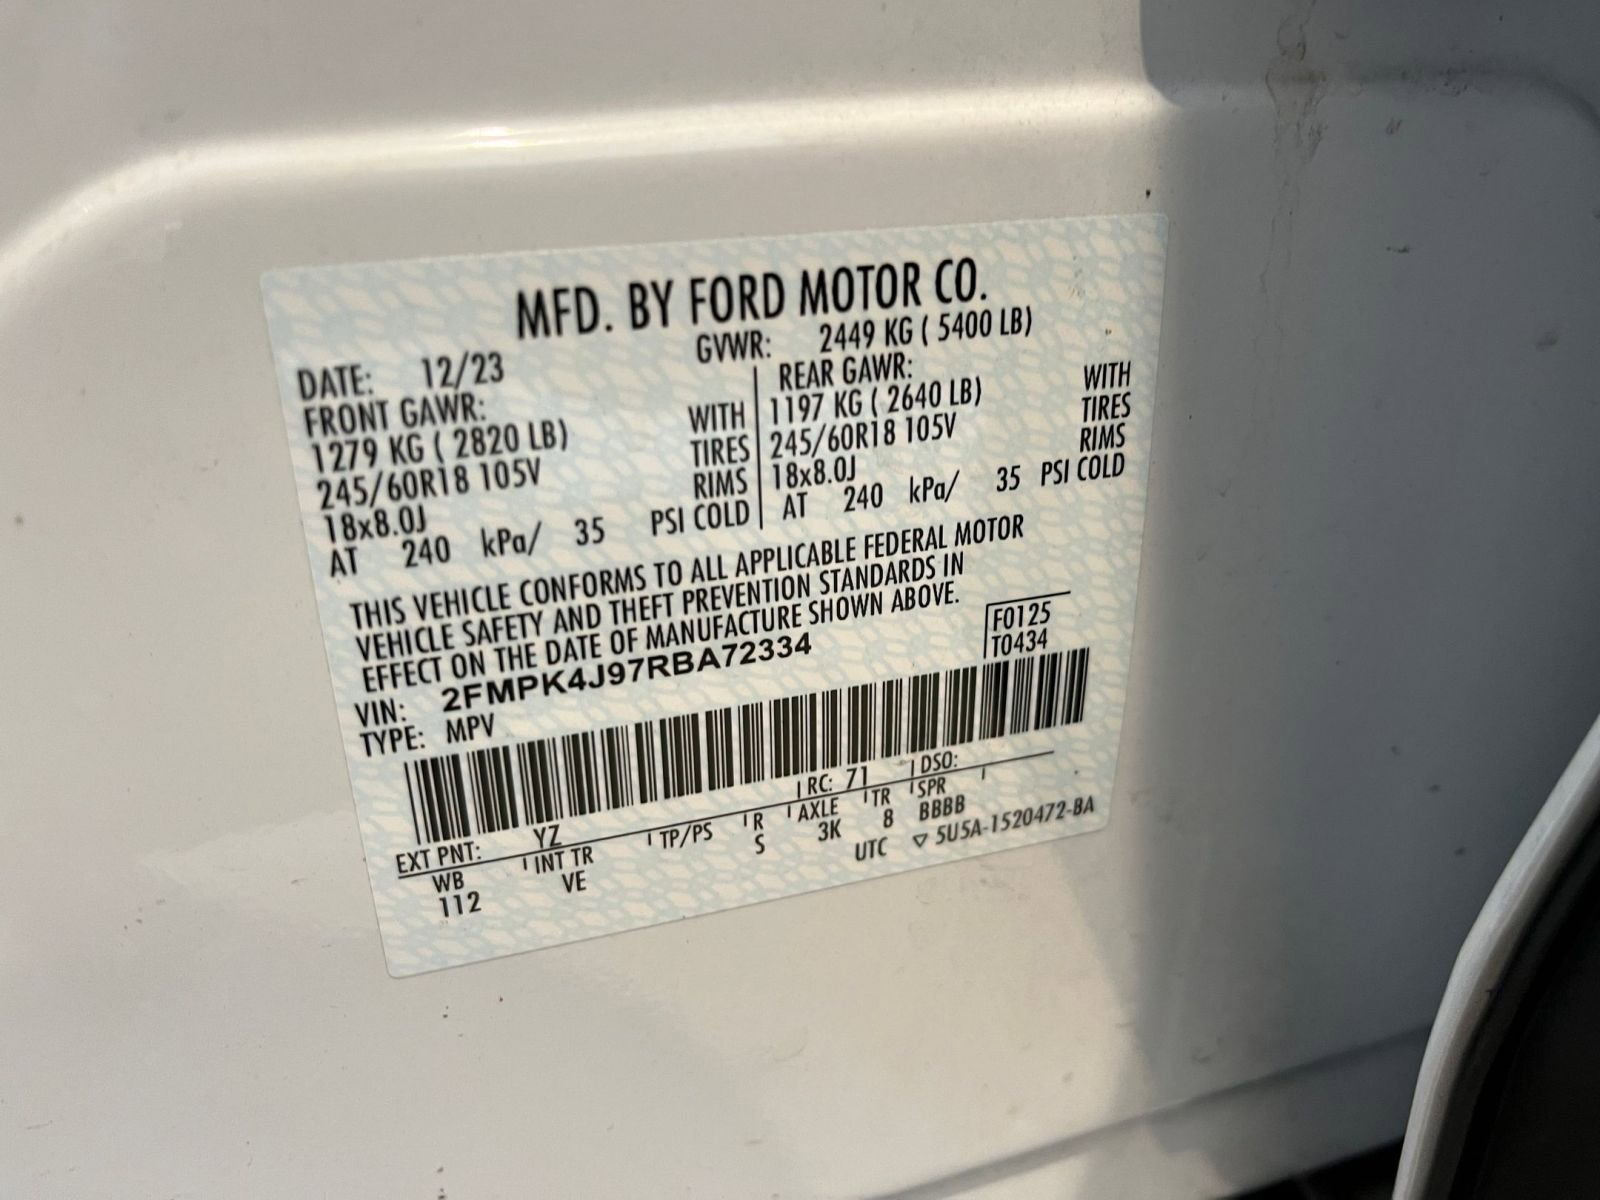 MFD. BY FORD MOTOR CO.
DATE: 12/23 GVWR: 2449 KG ( 5400 LB)
FRONT GAWR: REAR GAWR:
1279 KG ( 2820 LB) WITH 1197 KG ( 2640 LB) WITH
245/60R18 105V TIRES 245/60R18 105V TIRES
18x8.0J RIMS 18x8.0J RIMS
AT 240 kPa/ 35 PSI COLD AT 240 kPa/ 35 PSI COLD
THIS VEHICLE CONFORMS TO ALL APPLICABLE FEDERAL MOTOR
VEHICLE SAFETY AND THEFT PREVENTION STANDARDS IN
EFFECT ON THE DATE OF MANUFACTURE SHOWN ABOVE.
F0125
VIN: 2FMPK4J97RBA72334 T0434
TYPE: MPV
EXT PNT: YZ RC: 71 DSO:
WB INT TR TP/PS R AXLE TR SPR
112 VE S 3K 8 BBBB
UTC ▽ 5U5A-1520472-BA